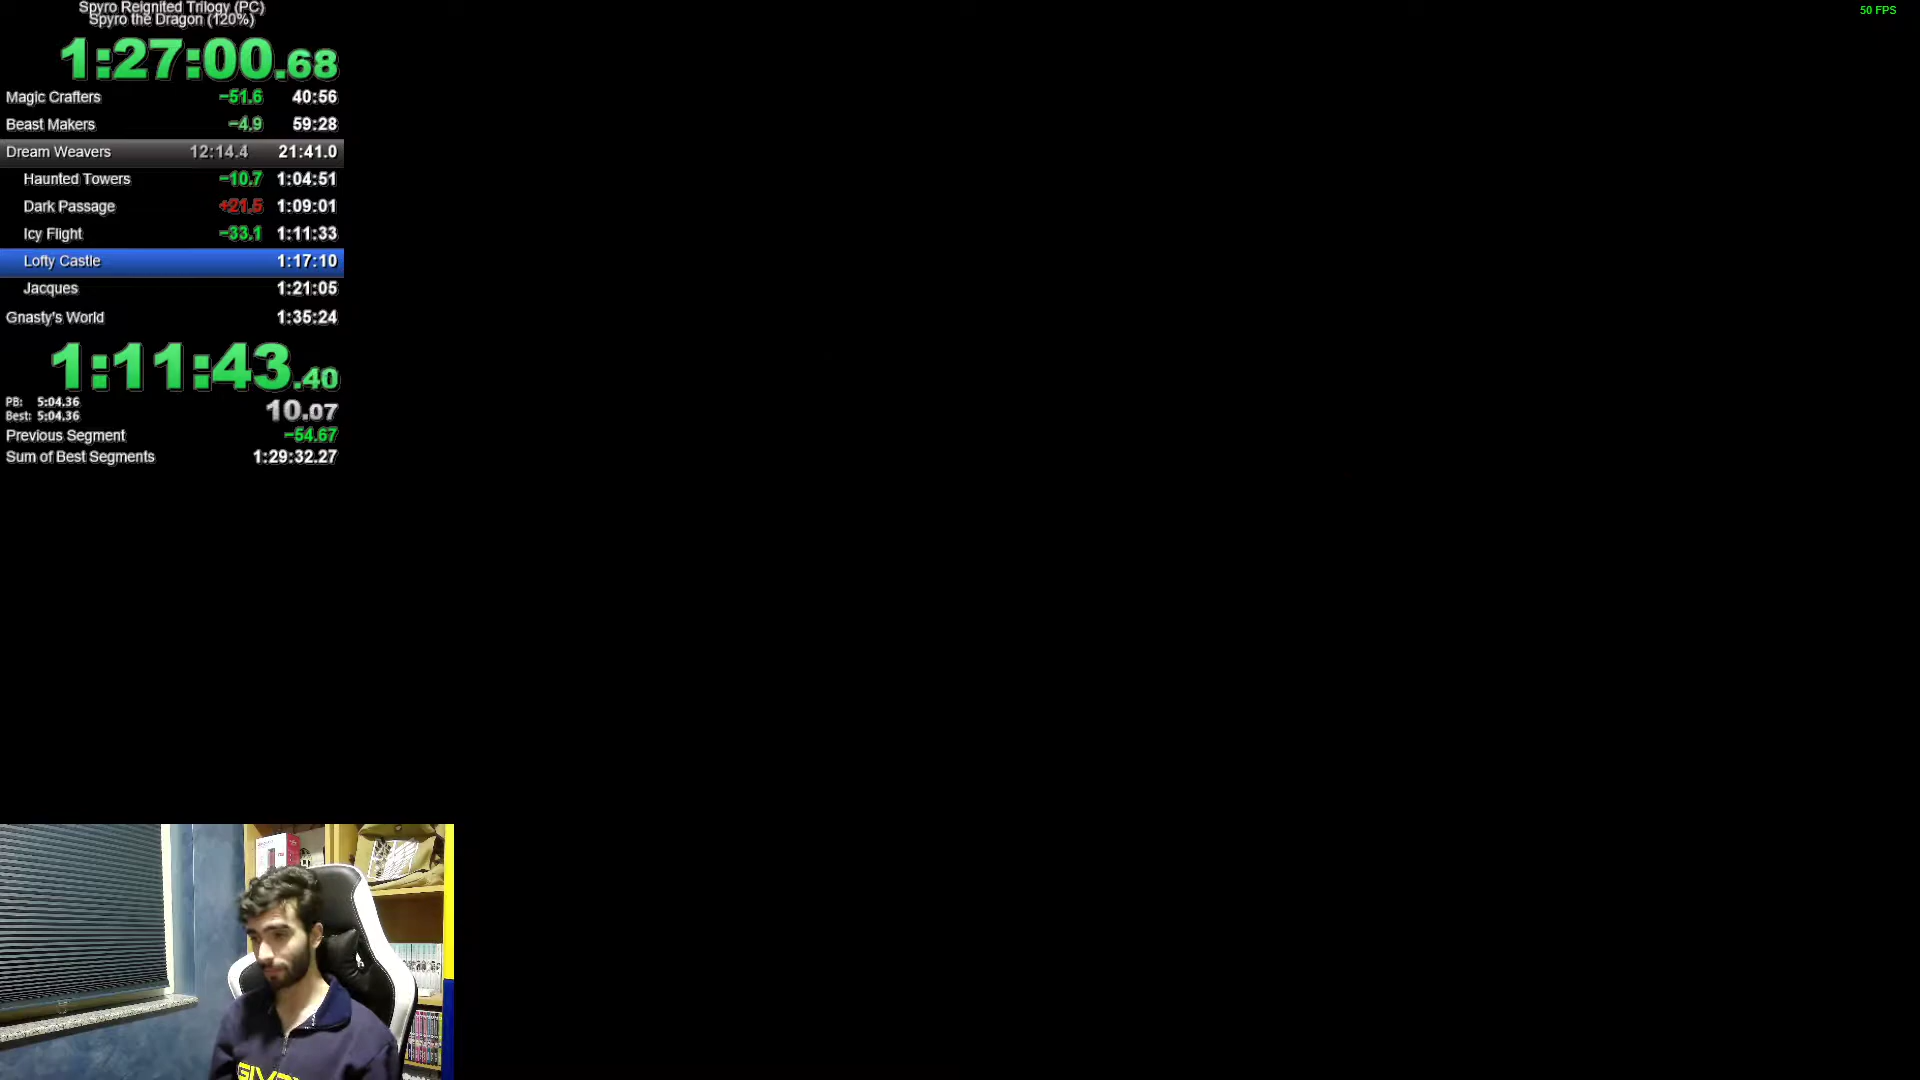 Spyro Reignited Trilogy (PC)
Spyro the Dragon (120%)
50 FPS
1:27:00.68
Magic Crafters -51.6 40:56
Beast Makers -4.9 59:28
Dream Weavers 12:14.4 21:41.0
Haunted Towers -10.7 1:04:51
Dark Passage +21.5 1:09:01
Icy Flight -33.1 1:11:33
Lofty Castle 1:17:10
Jacques 1:21:05
Gnasty's World 1:35:24
1:11:43.40
PB: 5:04.36
Best: 5:04.36
10.07
Previous Segment -54.67
Sum of Best Segments 1:29:32.27